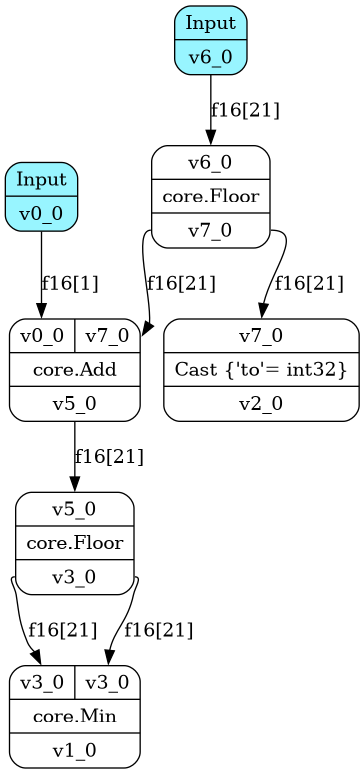 Input
v6_0
f16[21]
v6_0
core.Floor
v7_0
Input
v0_0
f16[1]
f16[21]
f16[21]
v0_0 v7_0
core.Add
v5_0
v7_0
Cast {'to'= int32}
v2_0
f16[21]
v5_0
core.Floor
v3_0
f16[21]
f16[21]
v3_0 v3_0
core.Min
v1_0